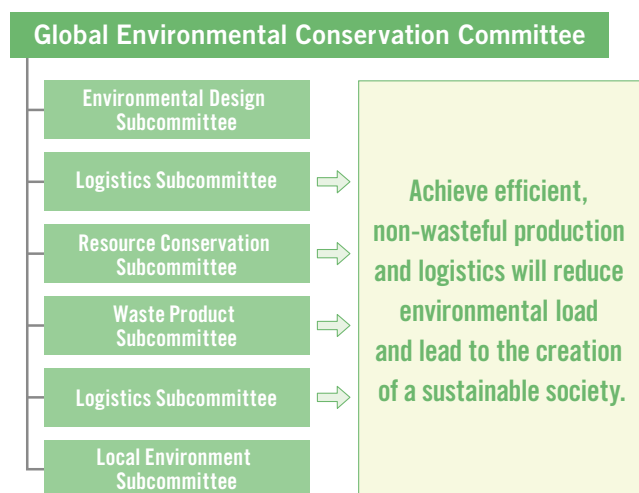 Global Environmental Conservation Committee
Environmental Design
Subcommittee
Logistics Subcommittee
Resource Conservation
Subcommittee
Waste Product
Subcommittee
Logistics Subcommittee
Local Environment
Subcommittee
Achieve efficient,
non-wasteful production
and logistics will reduce
environmental load
and lead to the creation
of a sustainable society.